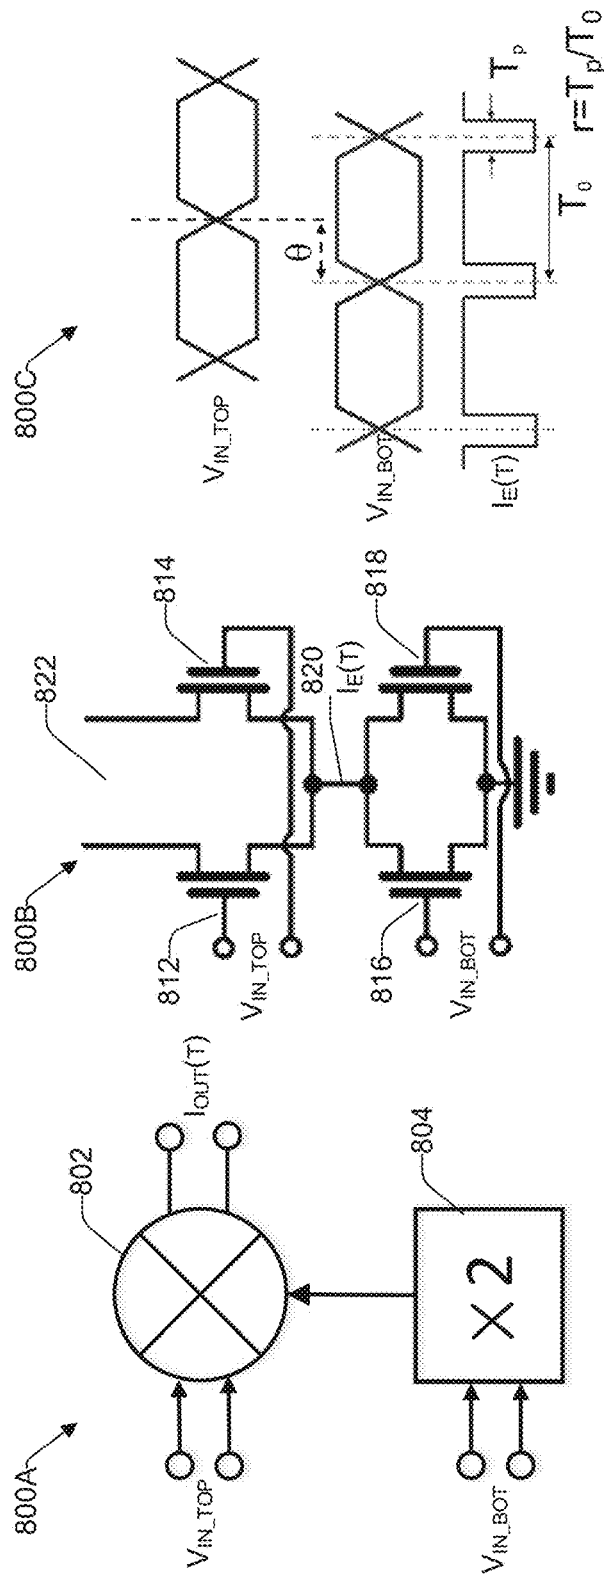 800A
802
V_IN_TOP
I_OUT(T)
804
V_IN_BOT
X 2
800B
822
812
814
V_IN_TOP
820
I_E(T)
816
818
V_IN_BOT
800C
V_IN_TOP
θ
V_IN_BOT
I_E(T)
T_p
T_0
r=T_p/T_0